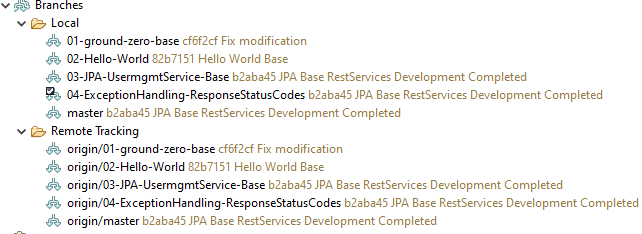 Branches
Local
01-ground-zero-base cf6f2cf Fix modification
02-Hello-World 82b7151 Hello World Base
03-JPA-UsermgmtService-Base b2aba45 JPA Base RestServices Development Completed
04-ExceptionHandling-ResponseStatusCodes b2aba45 JPA Base RestServices Development Completed
master b2aba45 JPA Base RestServices Development Completed
Remote Tracking
origin/01-ground-zero-base cf6f2cf Fix modification
origin/02-Hello-World 82b7151 Hello World Base
origin/03-JPA-UsermgmtService-Base b2aba45 JPA Base RestServices Development Completed
origin/04-ExceptionHandling-ResponseStatusCodes b2aba45 JPA Base RestServices Development Completed
origin/master b2aba45 JPA Base RestServices Development Completed